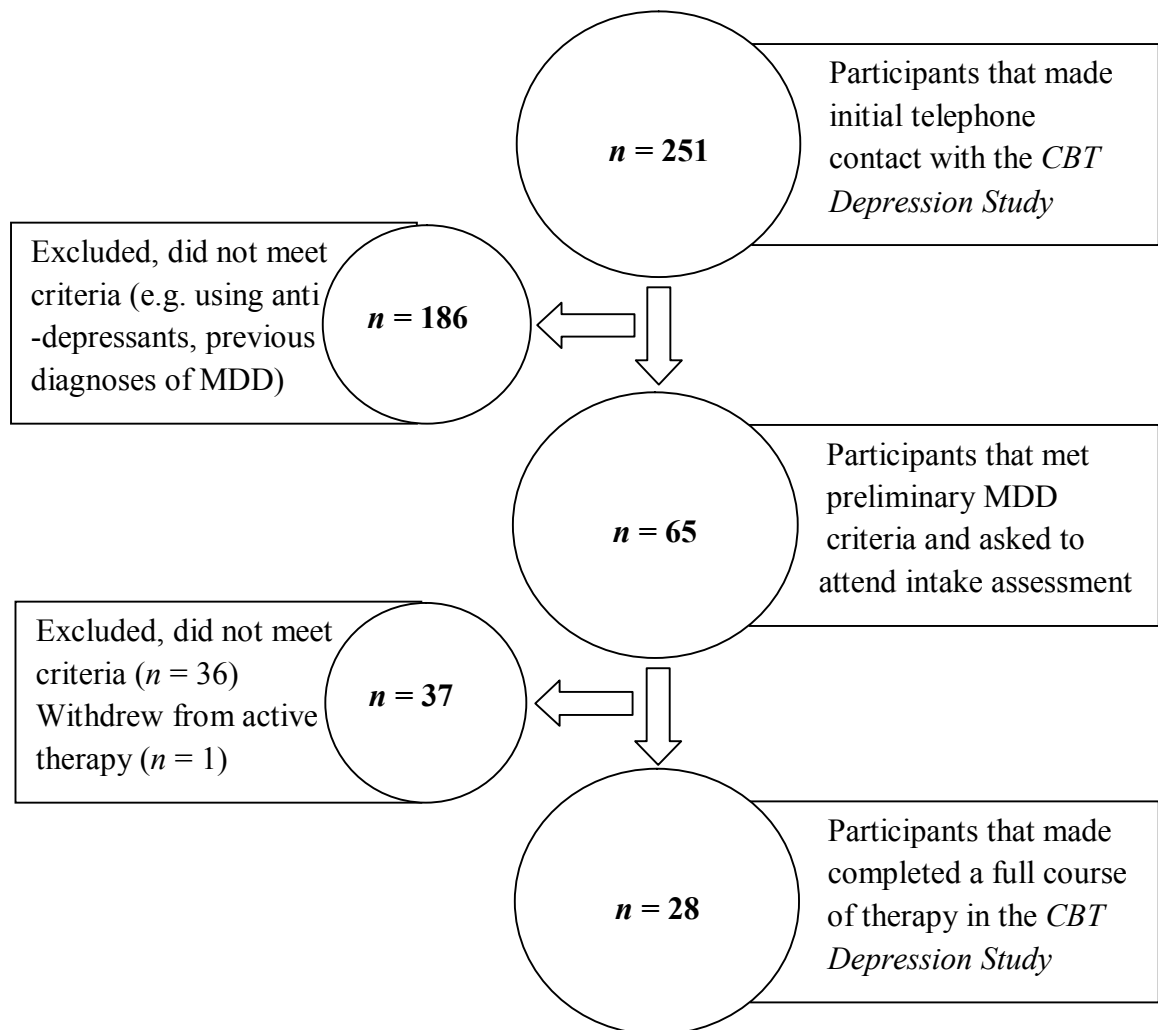 n = 251
Participants that made
initial telephone
contact with the CBT
Depression Study
Excluded, did not meet
criteria (e.g. using anti
-depressants, previous
diagnoses of MDD)
n = 186
n = 65
Participants that met
preliminary MDD
criteria and asked to
attend intake assessment
Excluded, did not meet
criteria (n = 36)
Withdrew from active
therapy (n = 1)
n = 37
n = 28
Participants that made
completed a full course
of therapy in the CBT
Depression Study